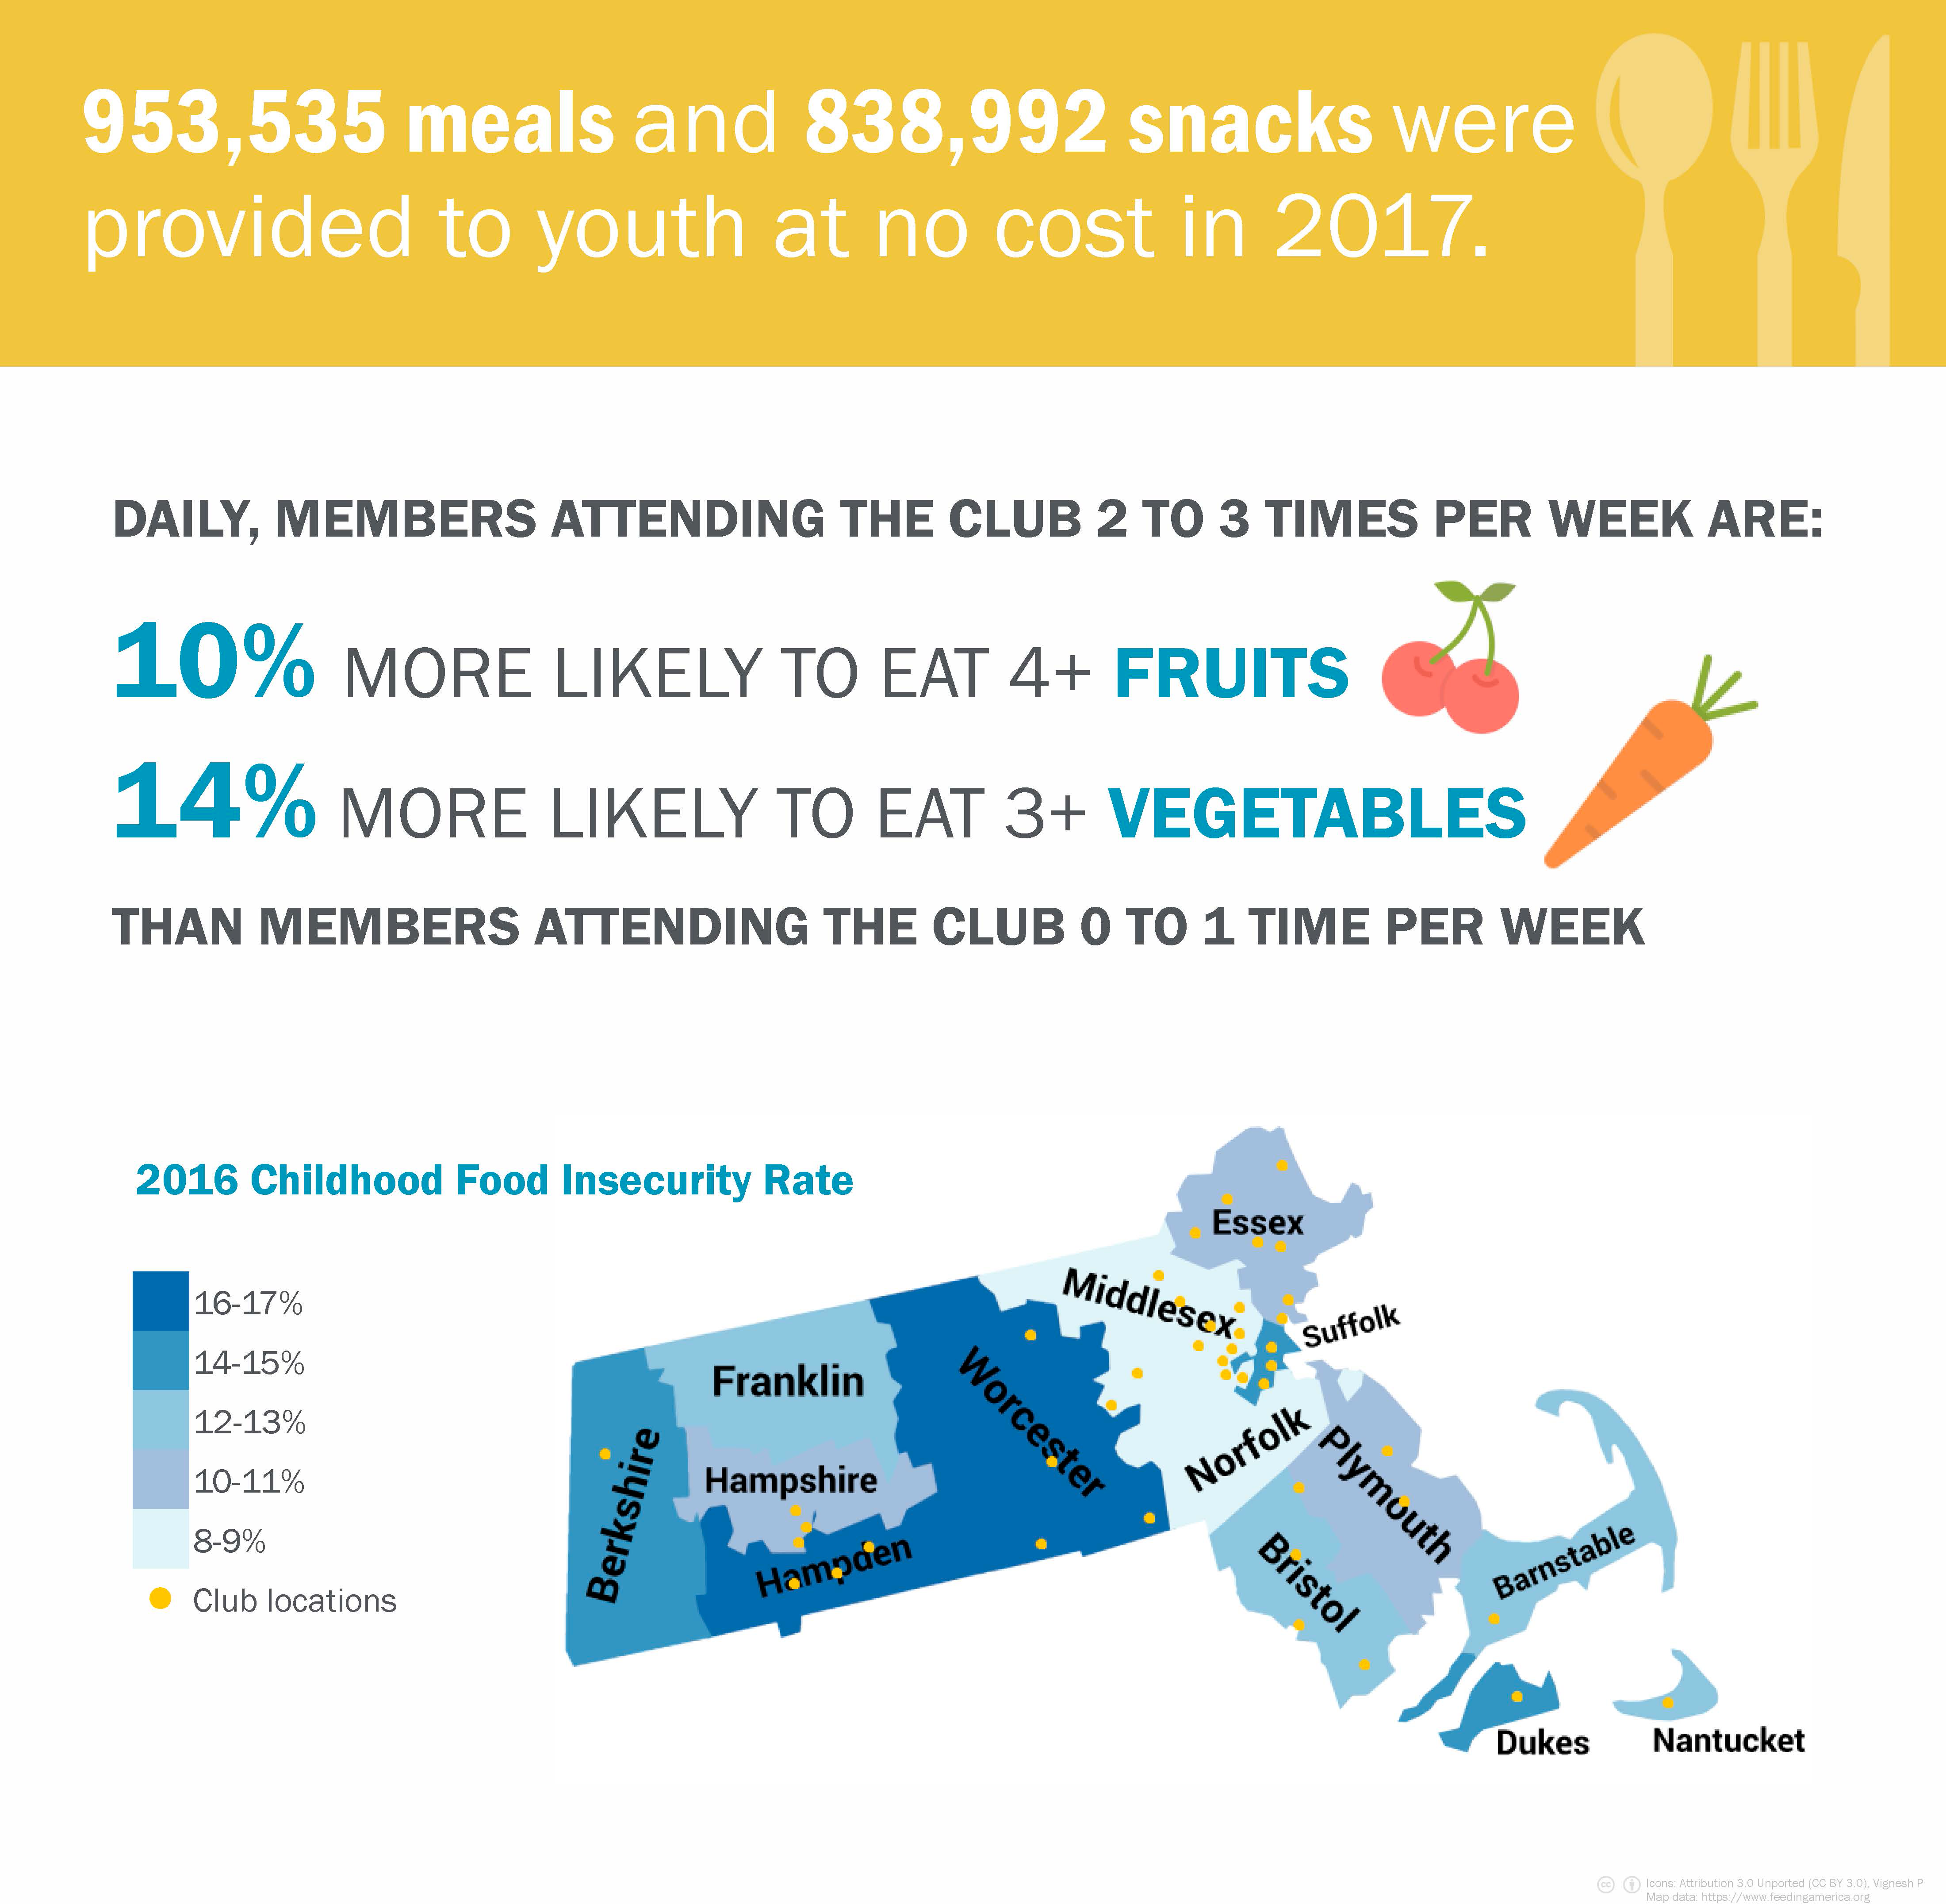 953,535 meals and 838,992 snacks were
provided to youth at no cost in 2017.
DAILY, MEMBERS ATTENDING THE CLUB 2 TO 3 TIMES PER WEEK ARE:
10% MORE LIKELY TO EAT 4+ FRUITS
14% MORE LIKELY TO EAT 3+ VEGETABLES
THAN MEMBERS ATTENDING THE CLUB 0 TO 1 TIME PER WEEK
2016 Childhood Food Insecurity Rate
16-17%
14-15%
12-13%
10-11%
8-9%
Club locations
Essex
Middlesex
Suffolk
Franklin
Worcester
Norfolk
Plymouth
Hampshire
Berkshire
Hampden
Bristol
Barnstable
Dukes
Nantucket
cc
Icons: Attribution 3.0 Unported (CC BY 3.0), Vignesh P
Map data: https://www.feedingamerica.org